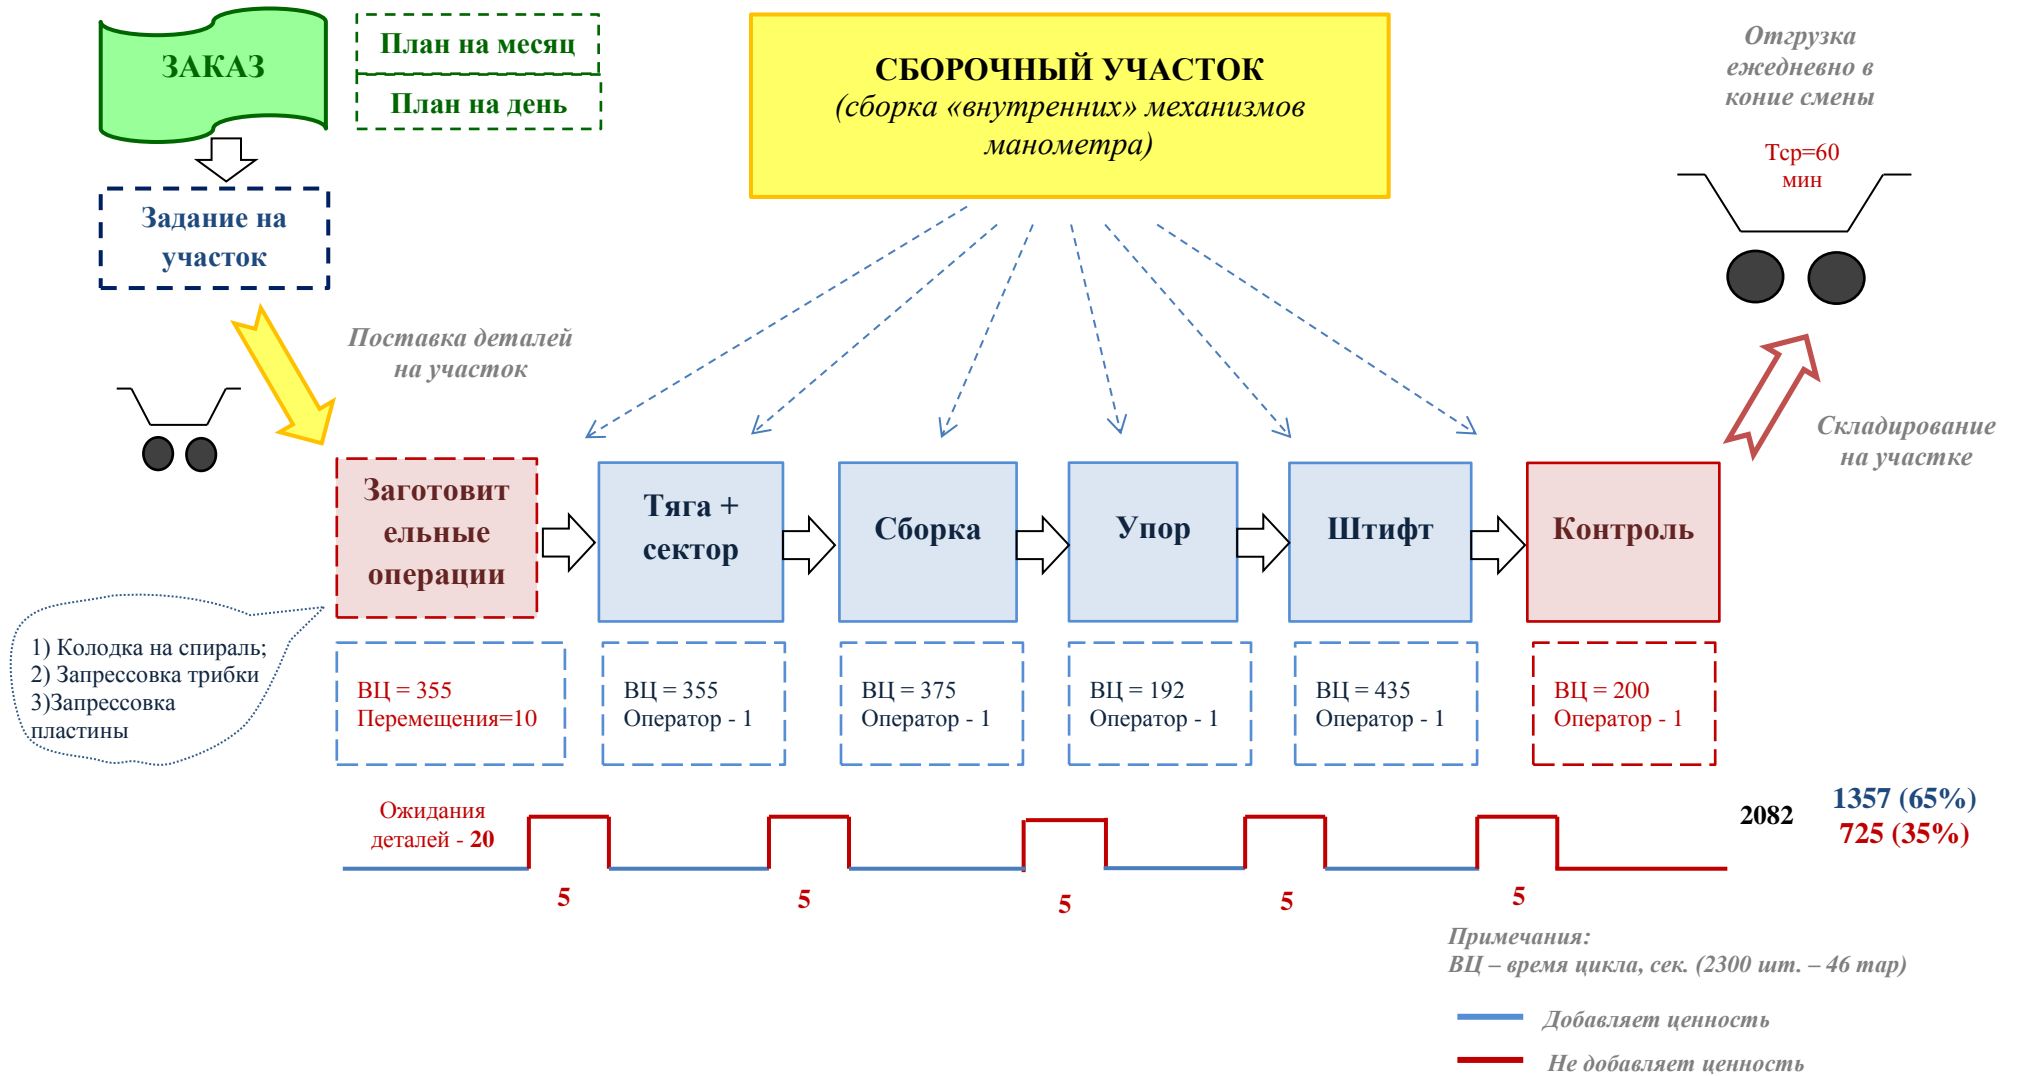 ЗАКАЗ
План на месяц
План на день
СБОРОЧНЫЙ УЧАСТОК
(сборка «внутренних» механизмов
манометра)
Отгрузка
ежедневно в
коние смены
Тср=60
мин
Задание на
участок
Поставка деталей
на участок
Складирование
на участке
Заготовит
ельные
операции
Тяга +
сектор
Сборка
Упор
Штифт
Контроль
1) Колодка на спираль;
2) Запрессовка трибки
3)Запрессовка
пластины
ВЦ = 355
Перемещения=10
ВЦ = 355
Оператор - 1
ВЦ = 375
Оператор - 1
ВЦ = 192
Оператор - 1
ВЦ = 435
Оператор - 1
ВЦ = 200
Оператор - 1
Ожидания
деталей - 20
5
5
5
5
5
2082
1357 (65%)
725 (35%)
Примечания:
ВЦ – время цикла, сек. (2300 шт. – 46 тар)
Добавляет ценность
Не добавляет ценность